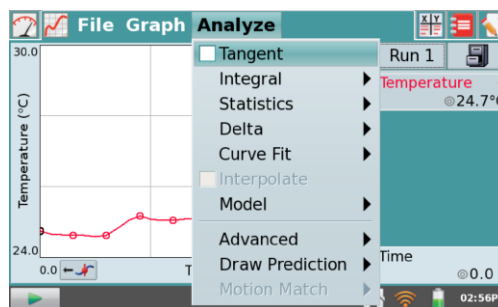 File Graph Analyze
X Y
30.0
Temperature (°C)
24.0
0.0
T
Tangent
Integral
Statistics
Delta
Curve Fit
Interpolate
Model
Advanced
Draw Prediction
Motion Match
Run 1
Temperature
24.7°
Time
0.0
02:56P